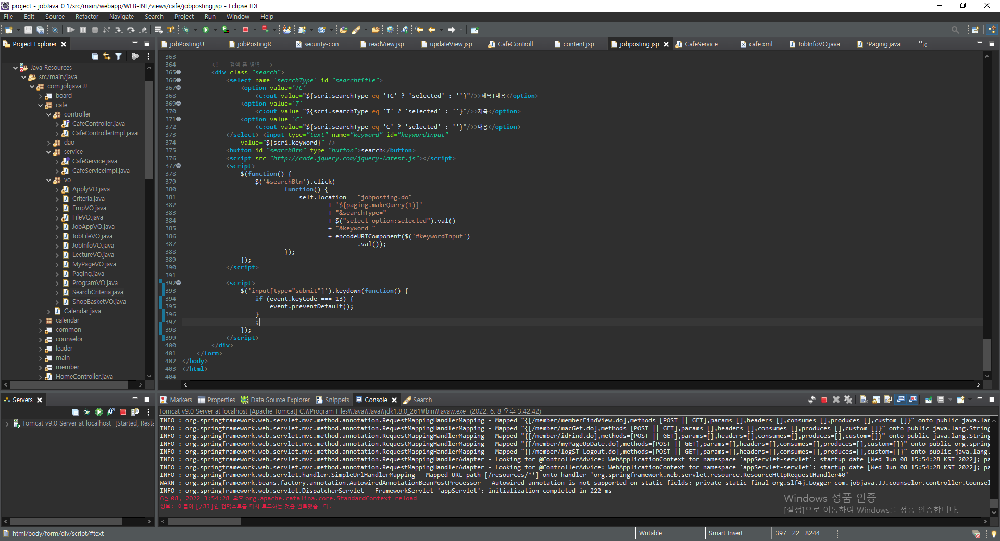 project - jobJava_0.1/src/main/webapp/WEB-INF/views/cafe/jobposting.jsp - Eclipse IDE
File Edit Source Refactor Navigate Search Project Run Window Help
Project Explorer
Java Resources
src/main/java
com.jobjava.JJ
board
cafe
controller
CafeController.java
CafeControllerImpl.java
dao
service
CafeService.java
CafeServiceImpl.java
vo
ApplyVO.java
Criteria.java
EmpVO.java
FileVO.java
JobAppVO.java
JobFileVO.java
JobInfoVO.java
LectureVO.java
MyPageVO.java
Paging.java
ProgramVO.java
SearchCriteria.java
ShopBasketVO.java
Calendar.java
calendar
common
counselor
leader
main
member
HomeController.java
jobPostingU... jobPostingR... security-con... readView.jsp updateView.jsp CafeControll... content.jsp jobposting.jsp CafeService... cafe.xml JobInfoVO.java *Paging.java »10
363
364 <!-- 검색 폼 영역 -->
365 <div class="search">
366 <select name='searchType' id="searchtitle">
367 <option value='TC'
368 <c:out value="${scri.searchType eq 'TC' ? 'selected' : ''}"/>>제목+내용</option>
369 <option value='T'
370 <c:out value="${scri.searchType eq 'T' ? 'selected' : ''}"/>>제목</option>
371 <option value='C'
372 <c:out value="${scri.searchType eq 'C' ? 'selected' : ''}"/>>내용</option>
373 </select> <input type="text" name="keyword" id="keywordInput"
374 value="${scri.keyword}" />
375 <button id="searchBtn" type="button">search</button>
376 <script src="http://code.jquery.com/jquery-latest.js"></script>
377 <script>
378 $(function() {
379 $('#searchBtn').click(
380 function() {
381 self.location = "jobposting.do"
382 + '${paging.makeQuery(1)}'
383 + "&searchType="
384 + $("select option:selected").val()
385 + "&keyword="
386 + encodeURIComponent($('#keywordInput')
387 .val());
388 });
389 });
390 </script>
391
392 <script>
393 $('input[type="submit"]').keydown(function() {
394 if (event.keyCode === 13) {
395 event.preventDefault();
396 }
397 ;
398 });
399 </script>
400 </div>
401 </form>
402 </body>
403 </html>
404
Servers
Tomcat v9.0 Server at localhost [Started, Resta
Markers Properties Data Source Explorer Snippets Console Search
Tomcat v9.0 Server at localhost [Apache Tomcat] C:₩Program Files₩Java₩Java₩jdk1.8.0_261₩bin₩javaw.exe (2022. 6. 8 오후 3:42:42)
INFO : org.springframework.web.servlet.mvc.method.annotation.RequestMappingHandlerMapping - Mapped "{[/member/memberFindView.do],methods=[POST || GET],params=[],headers=[],consumes=[],produces=[],custom=[]}" onto public java.lan
INFO : org.springframework.web.servlet.mvc.method.annotation.RequestMappingHandlerMapping - Mapped "{[/member/macGet.do],methods=[POST || GET],params=[],headers=[],consumes=[],produces=[],custom=[]}" onto public java.lang.String
INFO : org.springframework.web.servlet.mvc.method.annotation.RequestMappingHandlerMapping - Mapped "{[/member/idFind.do],methods=[POST || GET],params=[],headers=[],consumes=[],produces=[],custom=[]}" onto public java.lang.String
INFO : org.springframework.web.servlet.mvc.method.annotation.RequestMappingHandlerMapping - Mapped "{[/member/myPageUpDate.do],methods=[POST || GET],params=[],headers=[],consumes=[],produces=[],custom=[]}" onto public org.spring
INFO : org.springframework.web.servlet.mvc.method.annotation.RequestMappingHandlerMapping - Mapped "{[/member/logST_Logout.do],methods=[POST || GET],params=[],headers=[],consumes=[],produces=[],custom=[]}" onto public java.lang.
INFO : org.springframework.web.servlet.mvc.method.annotation.RequestMappingHandlerAdapter - Looking for @ControllerAdvice: WebApplicationContext for namespace 'appServlet-servlet': startup date [Wed Jun 08 15:54:28 KST 2022]; pa
INFO : org.springframework.web.servlet.mvc.method.annotation.RequestMappingHandlerAdapter - Looking for @ControllerAdvice: WebApplicationContext for namespace 'appServlet-servlet': startup date [Wed Jun 08 15:54:28 KST 2022]; pa
INFO : org.springframework.web.servlet.handler.SimpleUrlHandlerMapping - Mapped URL path [/resources/**] onto handler 'org.springframework.web.servlet.resource.ResourceHttpRequestHandler#0'
WARN : org.springframework.beans.factory.annotation.AutowiredAnnotationBeanPostProcessor - Autowired annotation is not supported on static fields: private static final org.slf4j.Logger com.jobjava.JJ.counselor.controller.Counsel
INFO : org.springframework.web.servlet.DispatcherServlet - FrameworkServlet 'appServlet': initialization completed in 222 ms
6월 08, 2022 3:54:28 오후 org.apache.catalina.core.StandardContext reload
정보: 이름이 [/JJ]인 컨텍스트를 다시 로드하는 것을 완료했습니다.
Windows 정품 인증
[설정]으로 이동하여 Windows를 정품 인증합니다.
html/body/form/div/script/#text
Writable
Smart Insert
397 : 22 : 8244